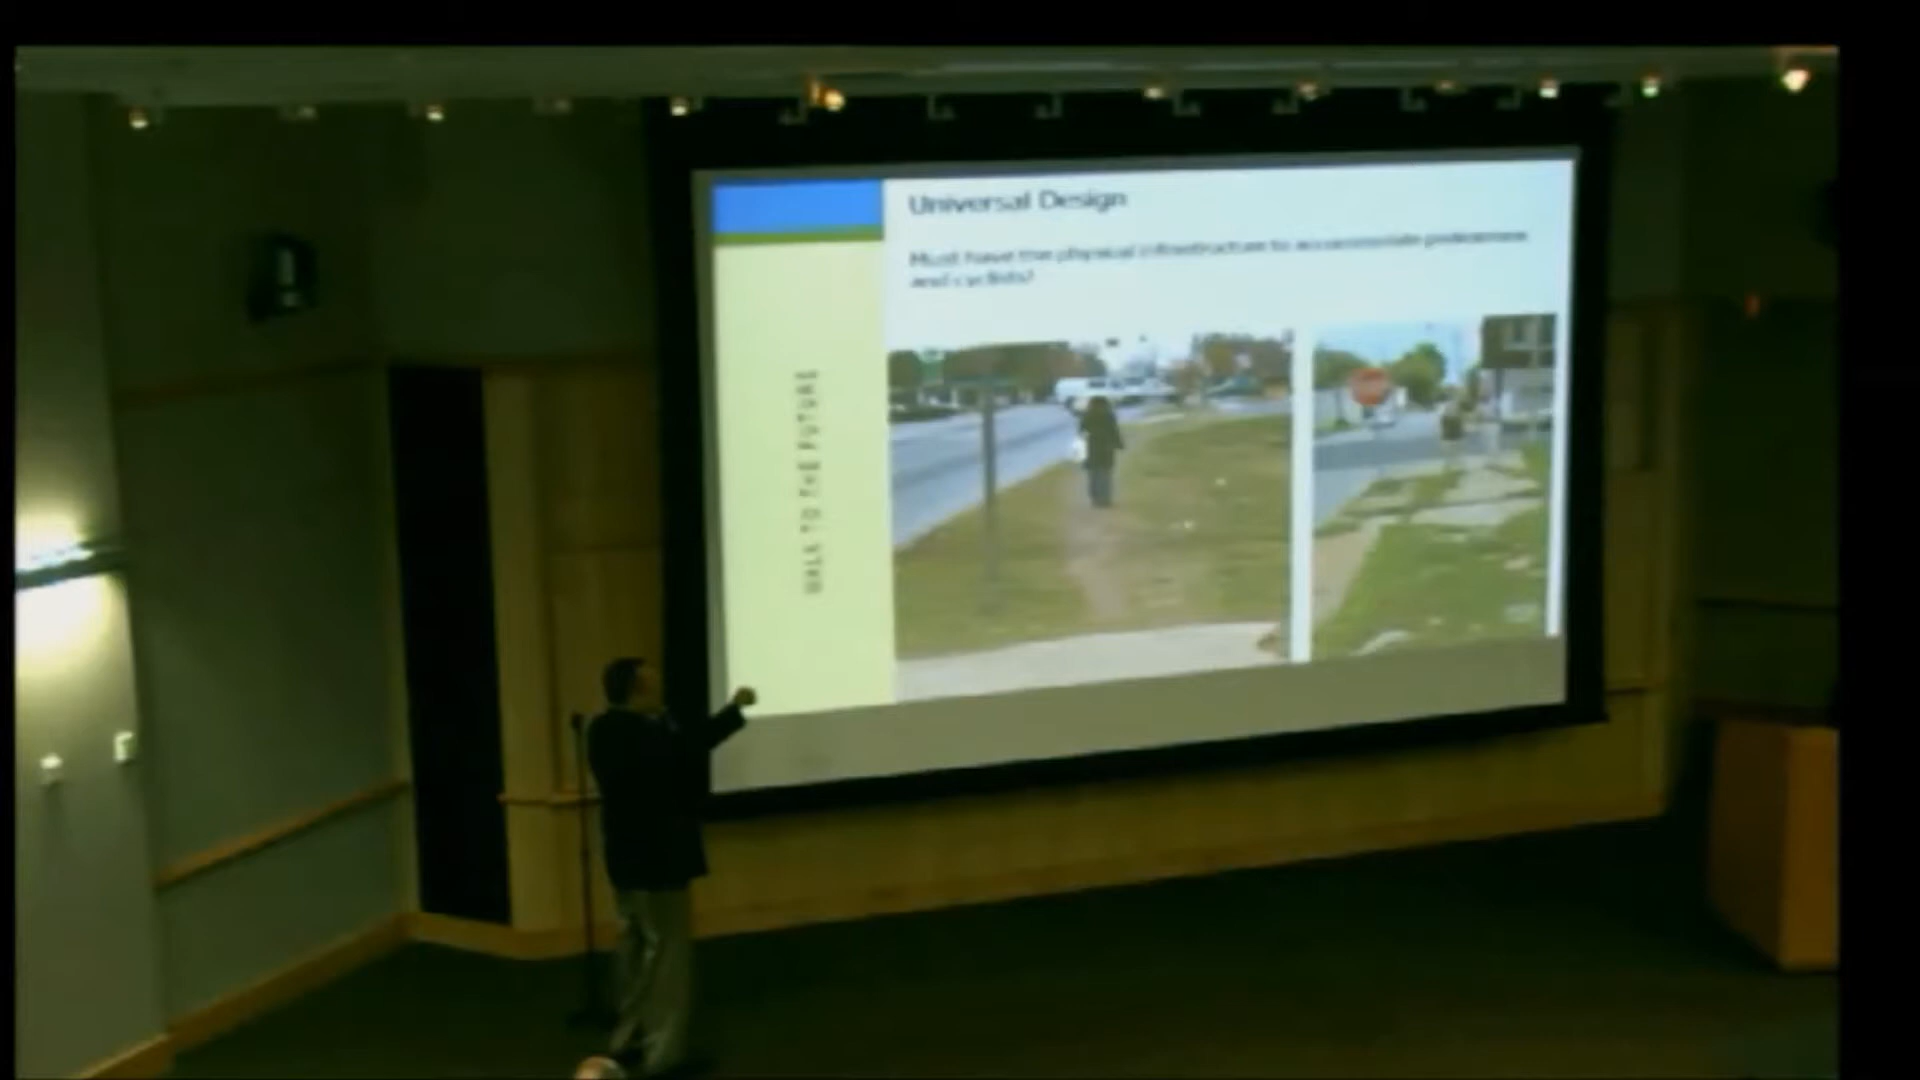 Universal Design
Must have the physical infrastructure to accommodate pedestrians
and cyclists!
WALK TO THE FUTURE